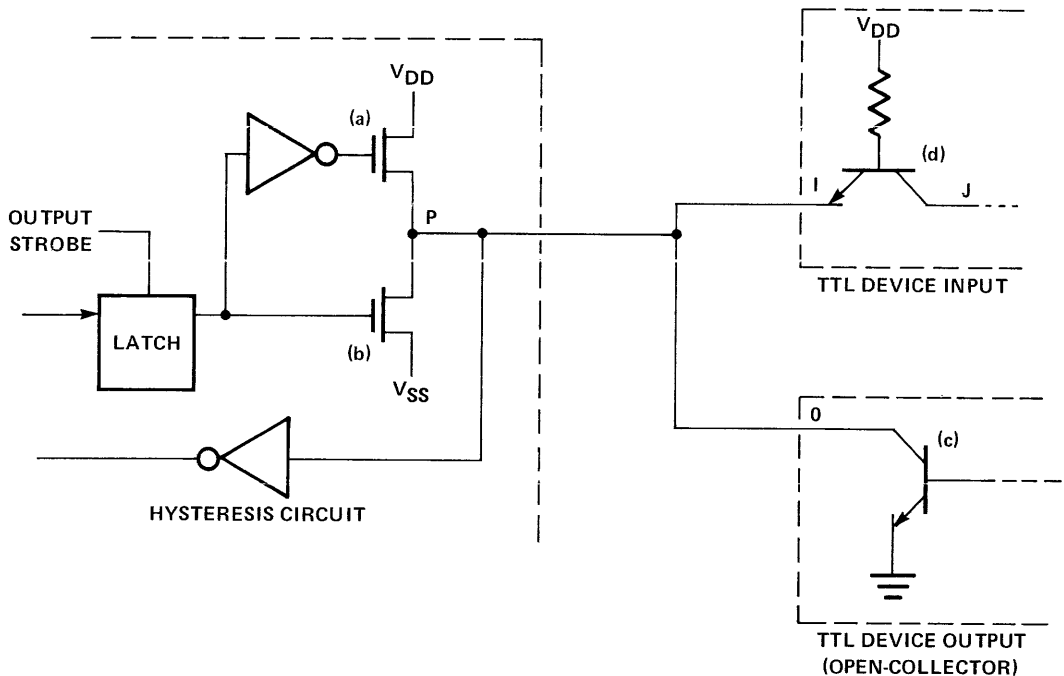 VDD
(a)
OUTPUT
STROBE
P
LATCH
(b)
VSS
HYSTERESIS CIRCUIT
VDD
(d)
I
J
TTL DEVICE INPUT
0
(c)
TTL DEVICE OUTPUT
(OPEN-COLLECTOR)